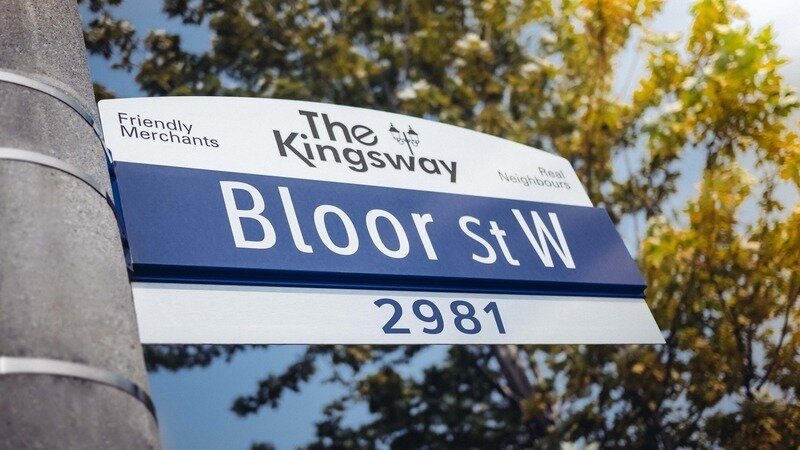 Friendly
Merchants
The
Kingsway
Real
Neighbours
Bloor St W
2981